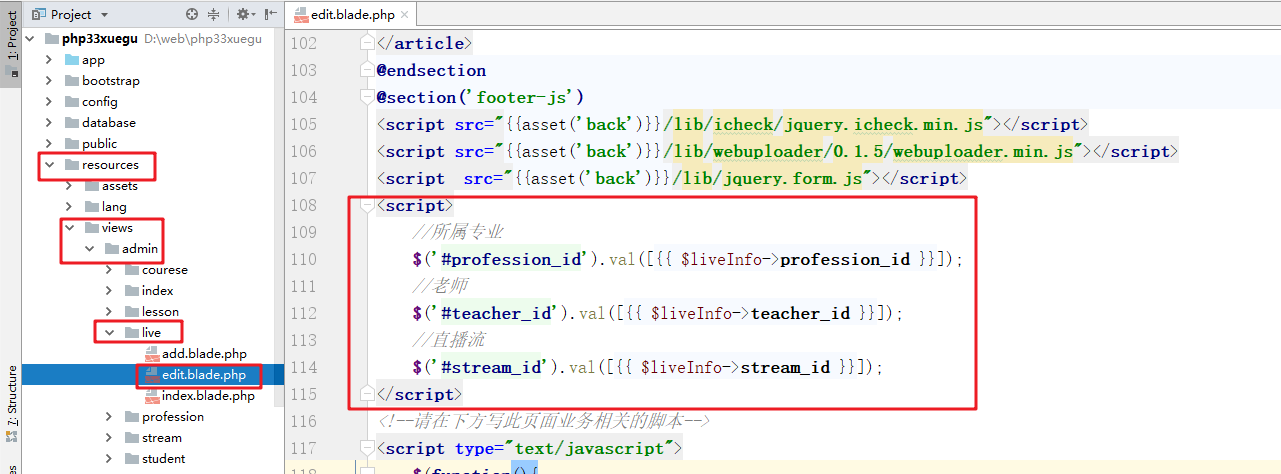 1: Project
7: Structure
Project
php33xuegu D:\web\php33xuegu
app
bootstrap
config
database
public
resources
assets
lang
views
admin
courese
index
lesson
live
add.blade.php
edit.blade.php
index.blade.php
profession
stream
student
edit.blade.php
102 </article>
103 @endsection
104 @section('footer-js')
105 <script src="{{asset('back')}}/lib/icheck/jquery.icheck.min.js"></script>
106 <script src="{{asset('back')}}/lib/webuploader/0.1.5/webuploader.min.js"></script>
107 <script  src="{{asset('back')}}/lib/jquery.form.js"></script>
108 <script>
109 //所属专业
110 $('#profession_id').val([{{ $liveInfo->profession_id }}]);
111 //老师
112 $('#teacher_id').val([{{ $liveInfo->teacher_id }}]);
113 //直播流
114 $('#stream_id').val([{{ $liveInfo->stream_id }}]);
115 </script>
116 <!--请在下方写此页面业务相关的脚本-->
117 <script type="text/javascript">
118 $(function(){